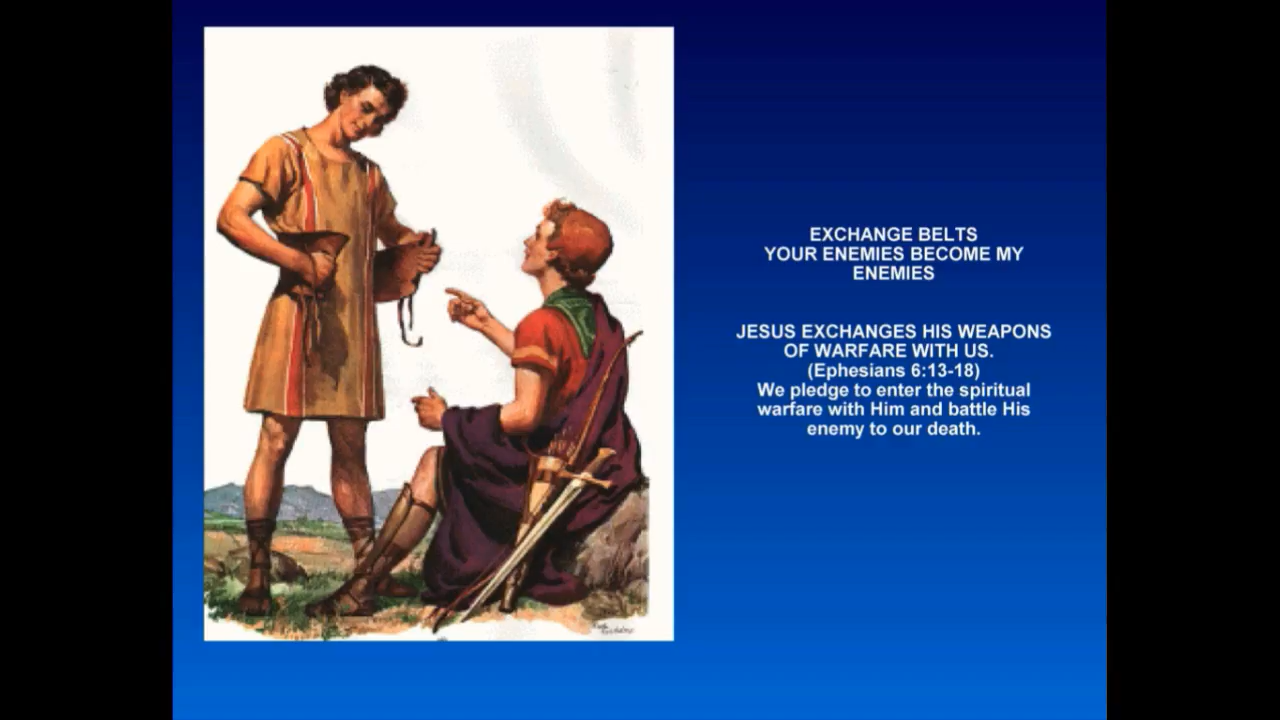 EXCHANGE BELTS
YOUR ENEMIES BECOME MY
ENEMIES
JESUS EXCHANGES HIS WEAPONS
OF WARFARE WITH US.
(Ephesians 6:13-18)
We pledge to enter the spiritual
warfare with Him and battle His
enemy to our death.